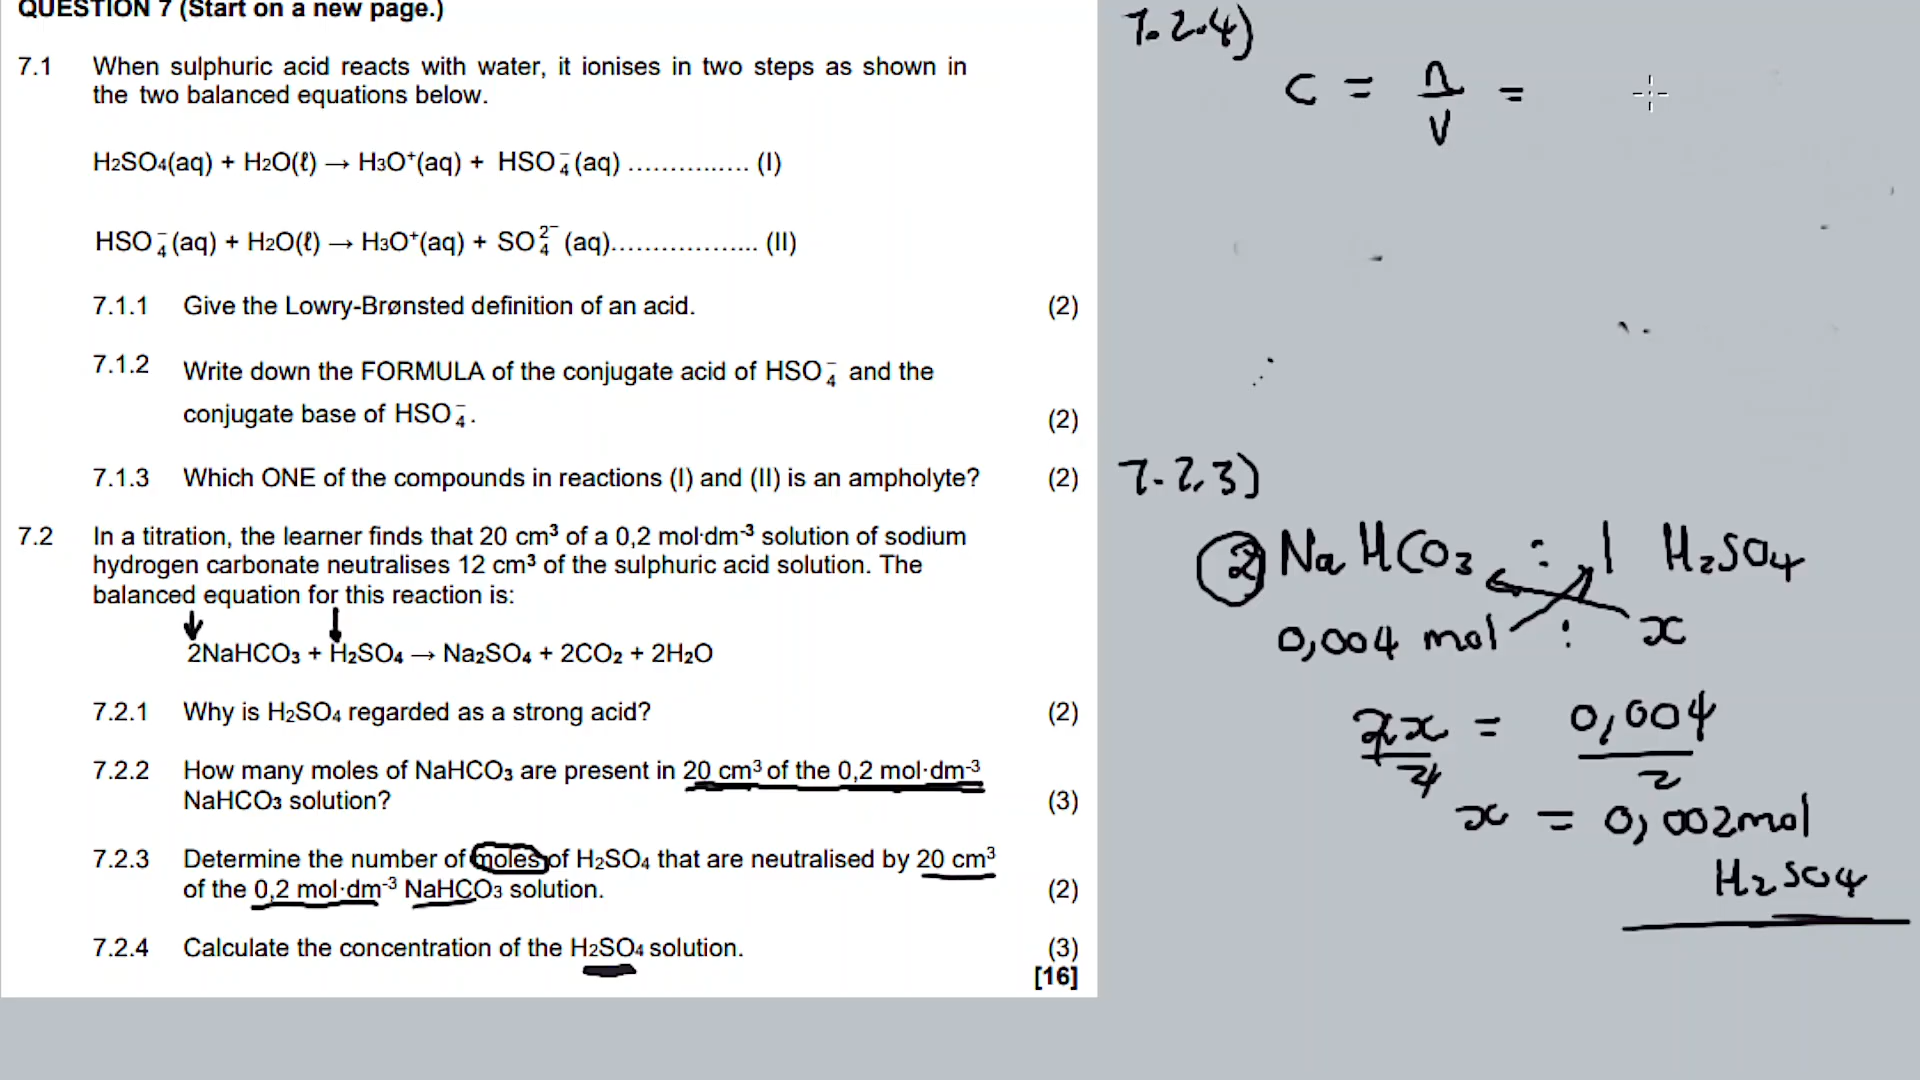 QUESTION 7 (Start on a new page.)
7.1 When sulphuric acid reacts with water, it ionises in two steps as shown in
the two balanced equations below.
H₂SO₄(aq) + H₂O(ℓ) → H₃O⁺(aq) + HSO₄⁻(aq) ................ (I)
HSO₄⁻(aq) + H₂O(ℓ) → H₃O⁺(aq) + SO₄²⁻(aq)..................... (II)
7.1.1 Give the Lowry-Brønsted definition of an acid. (2)
7.1.2 Write down the FORMULA of the conjugate acid of HSO₄⁻ and the
conjugate base of HSO₄⁻. (2)
7.1.3 Which ONE of the compounds in reactions (I) and (II) is an ampholyte? (2)
7.2 In a titration, the learner finds that 20 cm³ of a 0,2 mol·dm⁻³ solution of sodium
hydrogen carbonate neutralises 12 cm³ of the sulphuric acid solution. The
balanced equation for this reaction is:
2NaHCO₃ + H₂SO₄ → Na₂SO₄ + 2CO₂ + 2H₂O
7.2.1 Why is H₂SO₄ regarded as a strong acid? (2)
7.2.2 How many moles of NaHCO₃ are present in 20 cm³ of the 0,2 mol·dm⁻³
NaHCO₃ solution? (3)
7.2.3 Determine the number of moles of H₂SO₄ that are neutralised by 20 cm³
of the 0,2 mol·dm⁻³ NaHCO₃ solution. (2)
7.2.4 Calculate the concentration of the H₂SO₄ solution. (3)
[16]
7.2.4)
c = n/v =
7.2.3)
2 NaHCO₃ : 1 H₂SO₄
0,004 mol : x
2x/2 = 0,004/2
x = 0,002mol
H₂SO₄